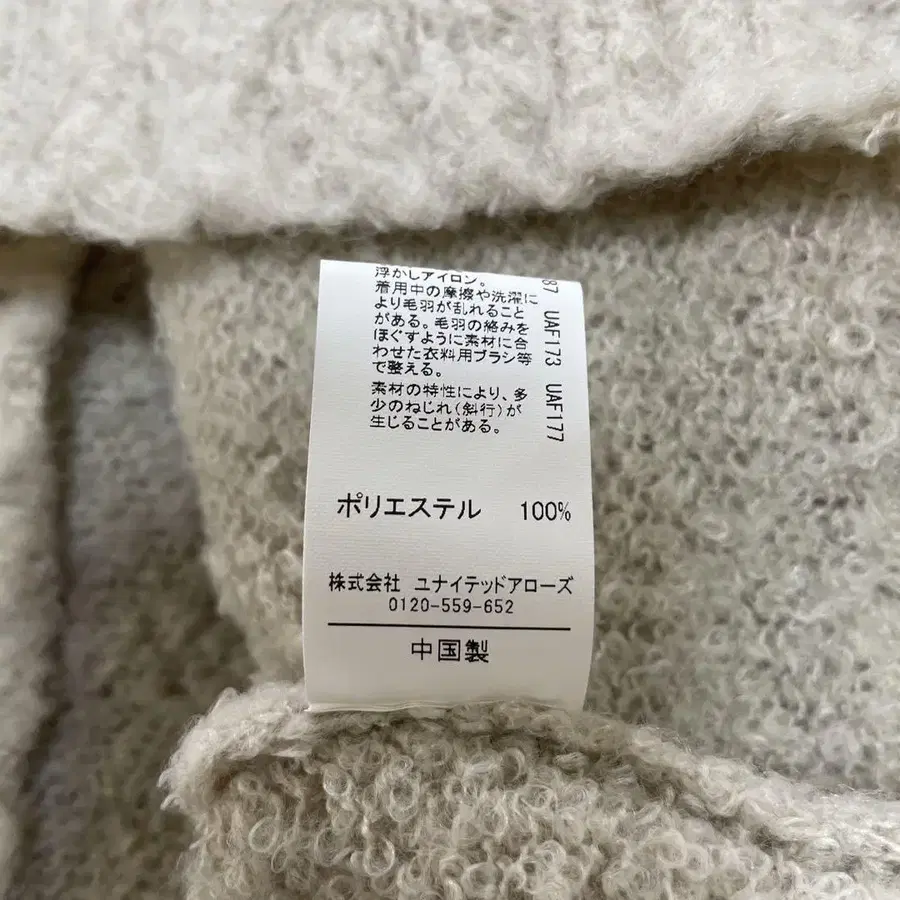 浮かしアイロン。
着用中の摩擦や洗濯に
より毛羽が乱れること
がある。毛羽の絡みを
ほぐすように素材に合
わせた衣料用ブラシ等
で整える。
素材の特性により、多
少のねじれ(斜行)が
生じることがある。
87 UAF173 UAF177
ポリエステル 100%
株式会社 ユナイテッドアローズ
0120-559-652
中国製